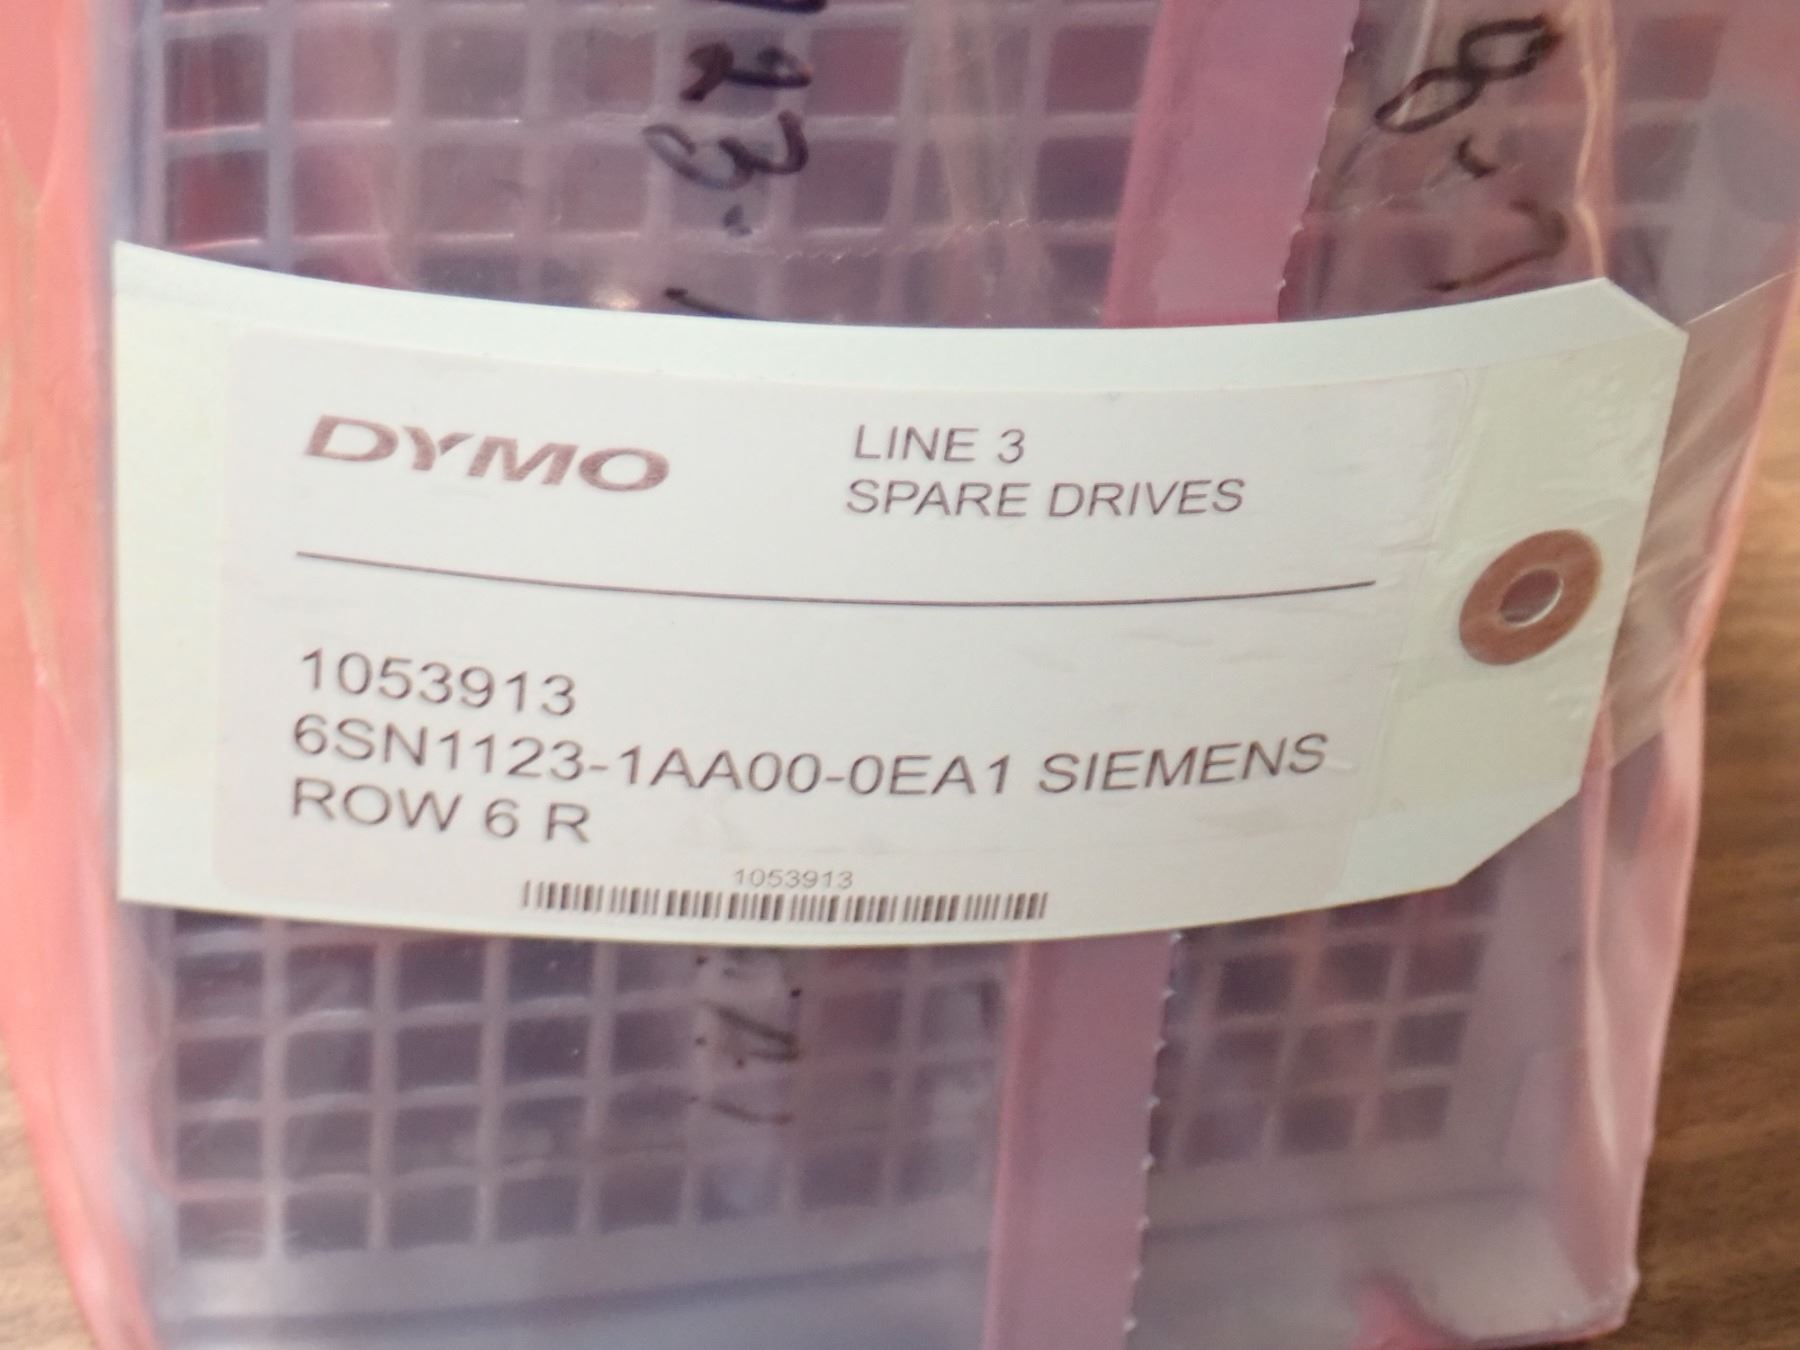 DYMO
LINE 3
SPARE DRIVES
1053913
6SN1123-1AA00-0EA1 SIEMENS
ROW 6 R
1053913